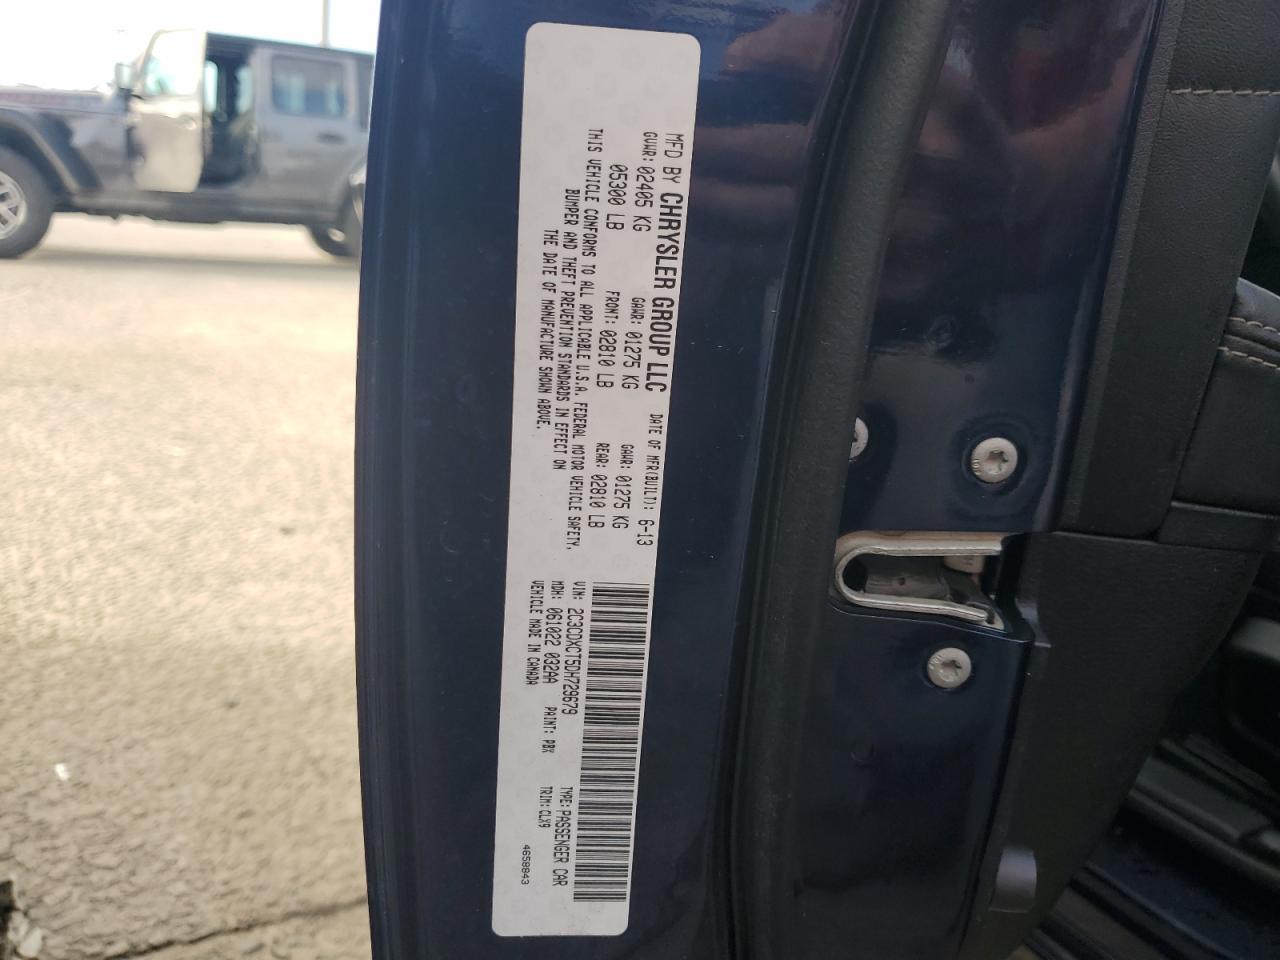 MFD BY CHRYSLER GROUP LLC DATE OF MFR(BUILT): 6-13
GVWR: 02405 KG GAWR: 01275 KG GAWR: 01275 KG
05300 LB FRONT: 02810 LB REAR: 02810 LB
THIS VEHICLE CONFORMS TO ALL APPLICABLE U.S.A. FEDERAL MOTOR VEHICLE SAFETY,
BUMPER AND THEFT PREVENTION STANDARDS IN EFFECT ON
THE DATE OF MANUFACTURE SHOWN ABOVE.
VIN: 2C3CDXCT5DH729679 TYPE: PASSENGER CAR
MDH: 061022 032AA PAINT: PBX TRIM: CLX9
VEHICLE MADE IN CANADA
4658843